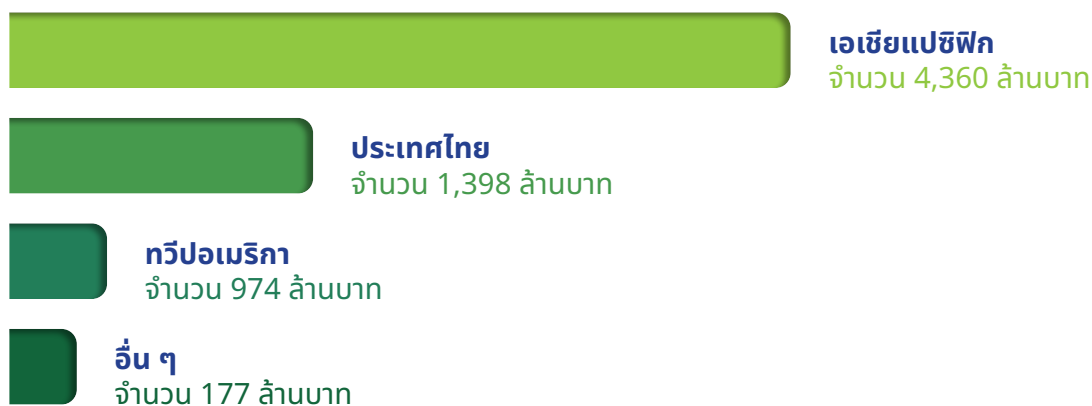 เอเชียแปซิฟิก
จำนวน 4,360 ล้านบาท
ประเทศไทย
จำนวน 1,398 ล้านบาท
ทวีปอเมริกา
จำนวน 974 ล้านบาท
อื่น ๆ
จำนวน 177 ล้านบาท